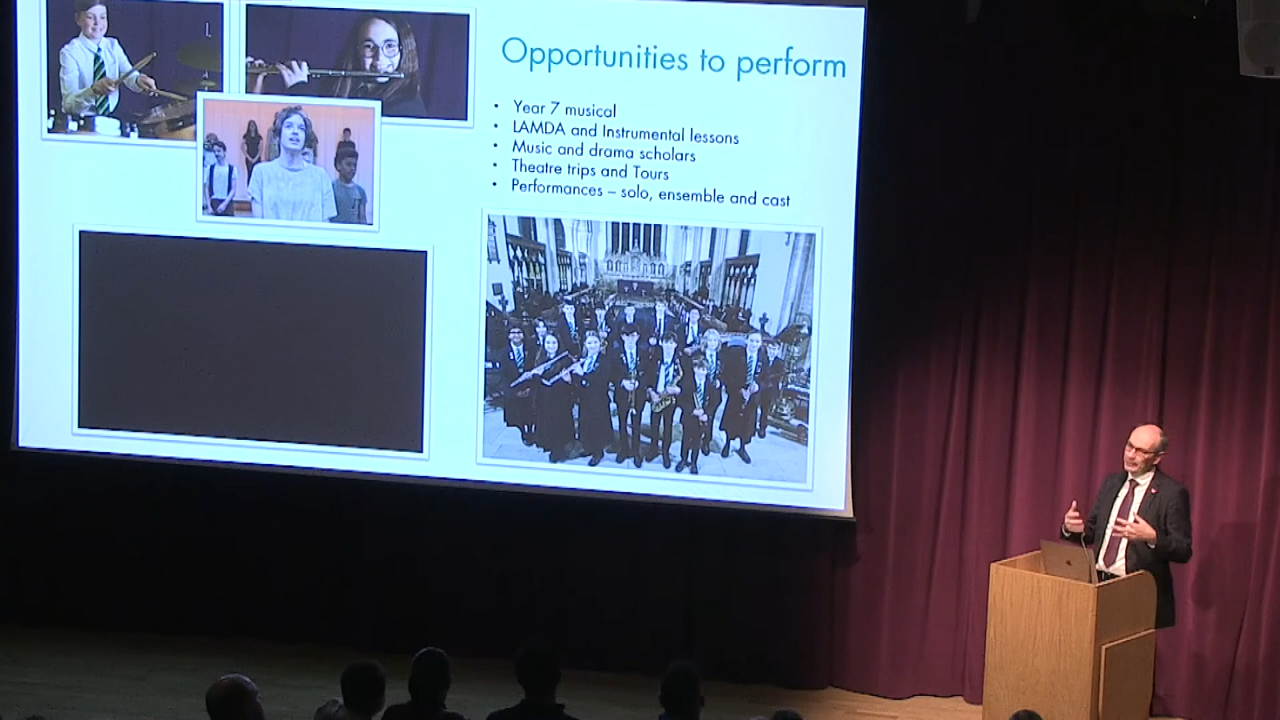 Opportunities to perform
• Year 7 musical
• LAMDA and Instrumental lessons
• Music and drama scholars
• Theatre trips and Tours
• Performances – solo, ensemble and cast